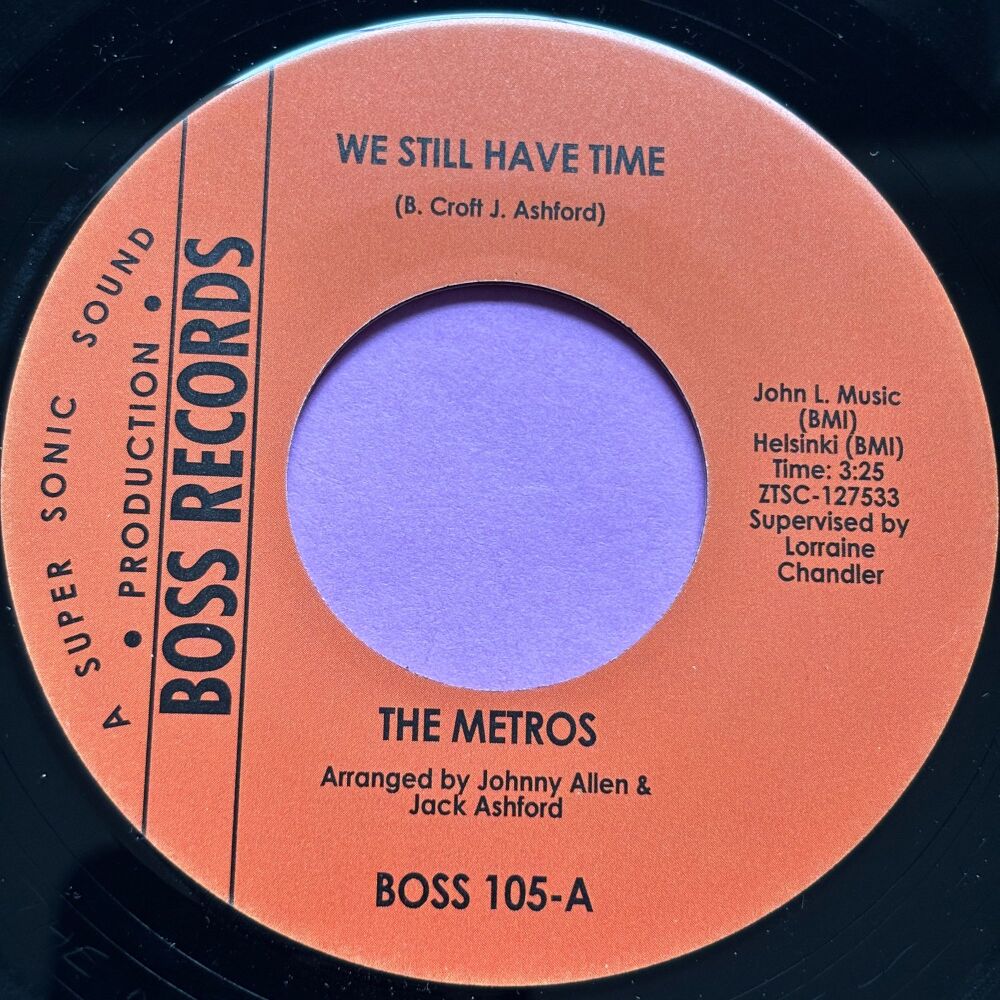 WE STILL HAVE TIME
(B. Croft J. Ashford)
A SUPER SONIC SOUND
• PRODUCTION •
BOSS RECORDS
John L. Music
(BMI)
Helsinki (BMI)
Time: 3:25
ZTSC-127533
Supervised by
Lorraine
Chandler
THE METROS
Arranged by Johnny Allen &
Jack Ashford
BOSS 105-A